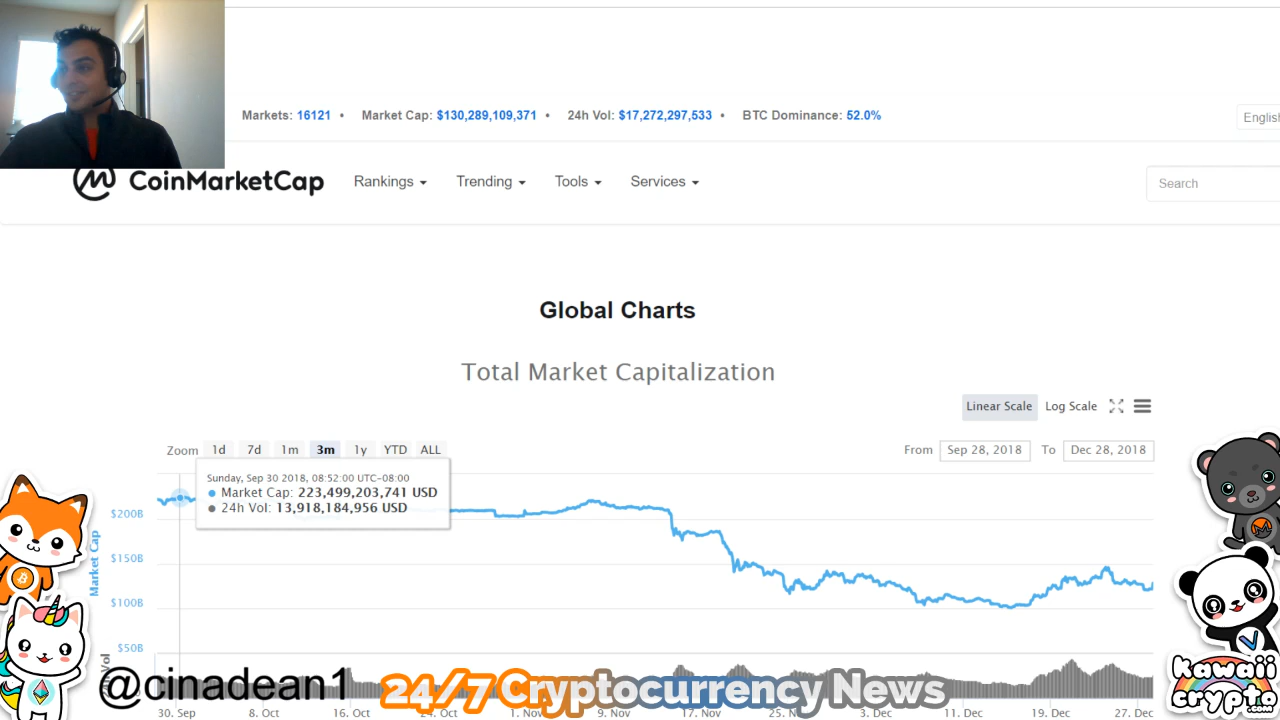 Markets: 16121 • Market Cap: $130,289,109,371 • 24h Vol: $17,272,297,533 • BTC Dominance: 52.0%
English
CoinMarketCap Rankings Trending Tools Services Search
Global Charts
Total Market Capitalization
Linear Scale Log Scale
Zoom 1d 7d 1m 3m 1y YTD ALL From Sep 28, 2018 To Dec 28, 2018
Sunday, Sep 30 2018, 08:52:00 UTC-08:00
Market Cap: 223,499,203,741 USD
24h Vol: 13,918,184,956 USD
$200B
$150B
$100B
$50B
Market Cap
Vol
@cinadean1 24/7 Cryptocurrency News
kawaii
crypto
.com
30. Sep 8. Oct 16. Oct 24. Oct 1. Nov 9. Nov 17. Nov 25. 3. Dec 11. Dec 19. Dec 27. Dec